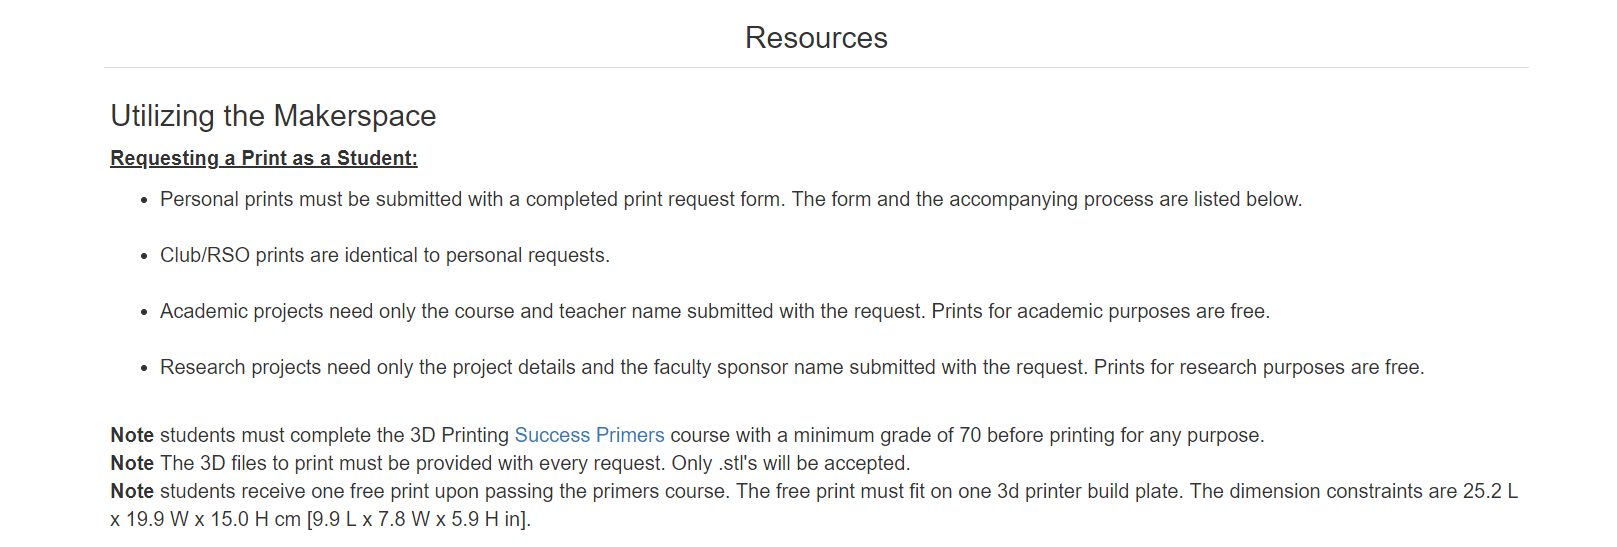 Resources
Utilizing the Makerspace
Requesting a Print as a Student:
• Personal prints must be submitted with a completed print request form. The form and the accompanying process are listed below.
• Club/RSO prints are identical to personal requests.
• Academic projects need only the course and teacher name submitted with the request. Prints for academic purposes are free.
• Research projects need only the project details and the faculty sponsor name submitted with the request. Prints for research purposes are free.
Note students must complete the 3D Printing Success Primers course with a minimum grade of 70 before printing for any purpose.
Note The 3D files to print must be provided with every request. Only .stl's will be accepted.
Note students receive one free print upon passing the primers course. The free print must fit on one 3d printer build plate. The dimension constraints are 25.2 L
x 19.9 W x 15.0 H cm [9.9 L x 7.8 W x 5.9 H in].